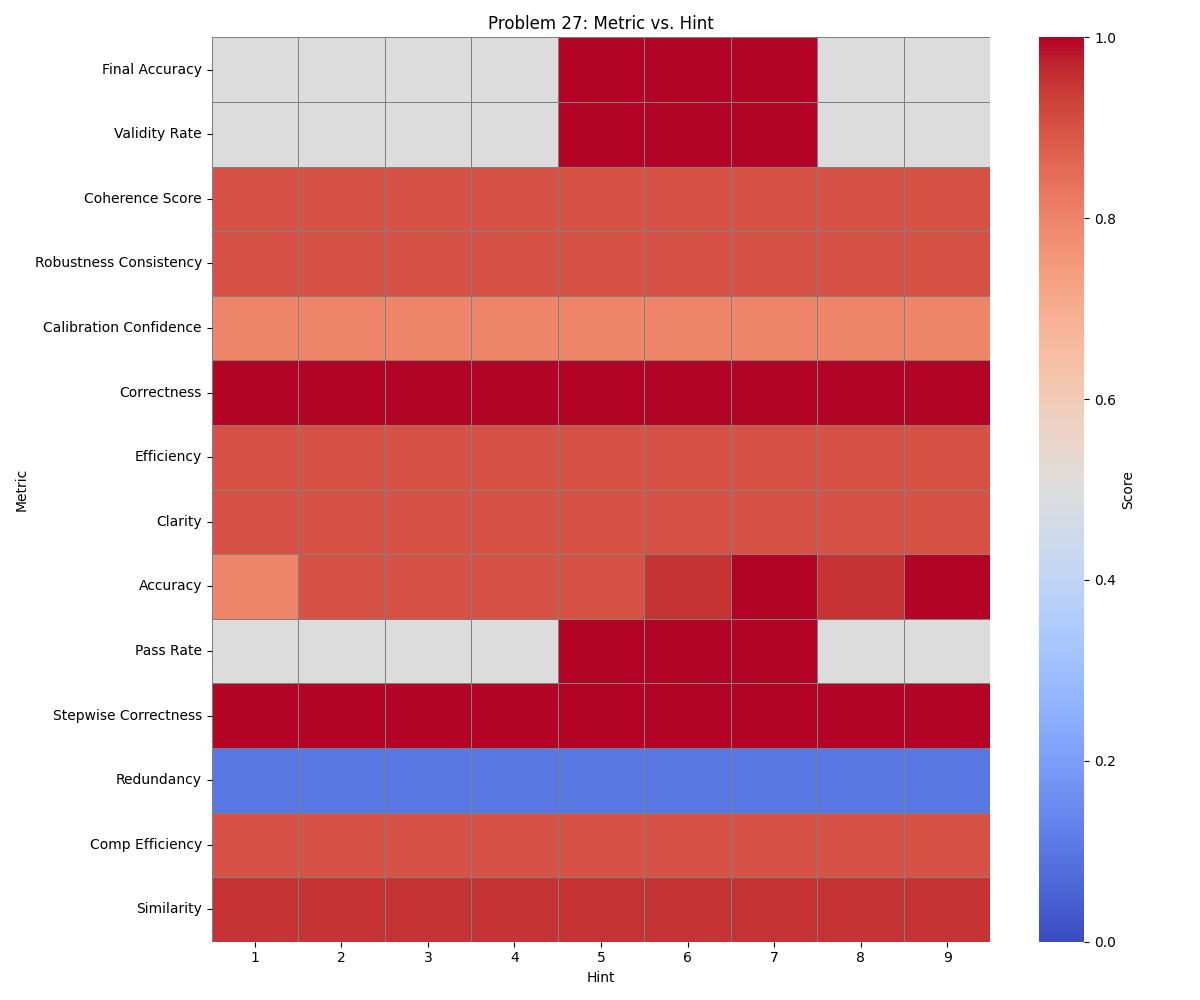 Problem 27: Metric vs. Hint
Final Accuracy
Validity Rate
Coherence Score
Robustness Consistency
Calibration Confidence
Correctness
Efficiency
Clarity
Accuracy
Pass Rate
Stepwise Correctness
Redundancy
Comp Efficiency
Similarity
Metric
1 2 3 4 5 6 7 8 9
Hint
1.0
0.8
0.6
0.4
0.2
0.0
Score